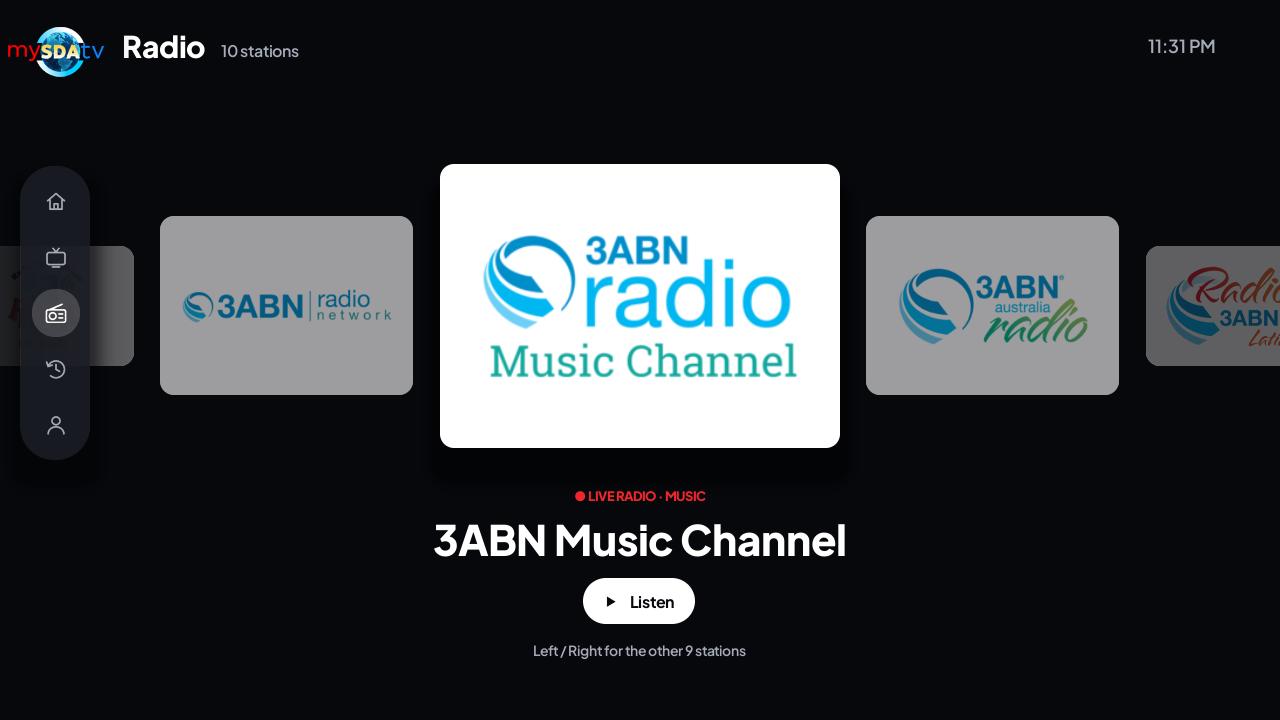 mySDAtv
Radio
10 stations
11:31 PM
3ABN radio network
3ABN
radio
Music Channel
3ABN®
australia
radio
3ABN
LIVE RADIO · MUSIC
3ABN Music Channel
Listen
Left / Right for the other 9 stations